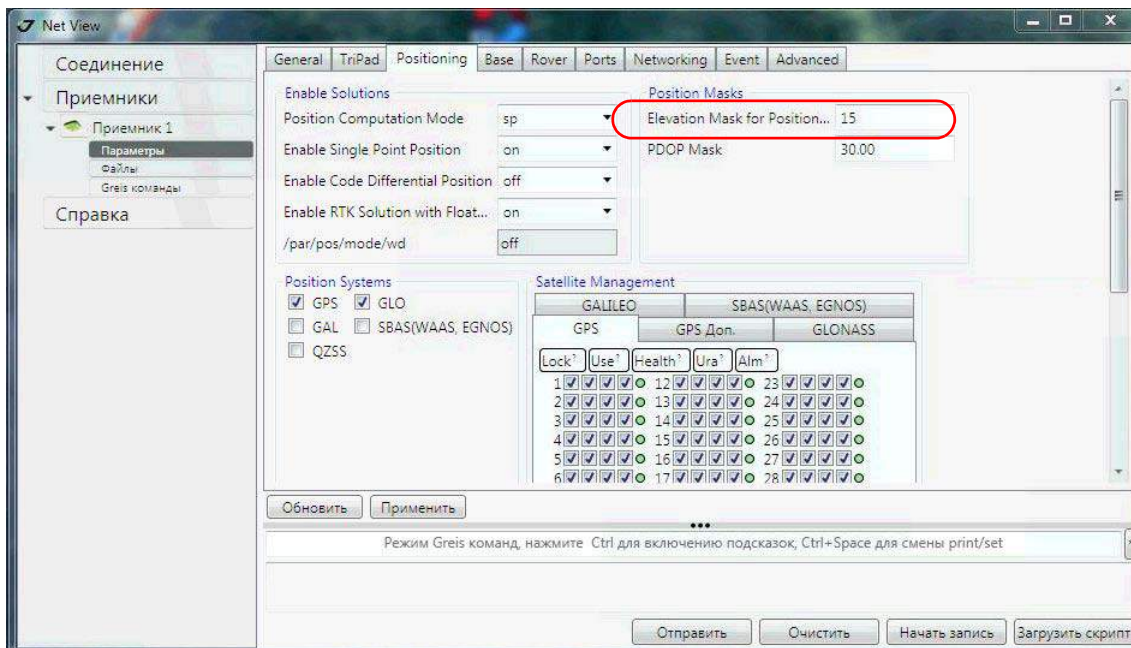 Net View
Соединение
Приемники
Приемник 1
Параметры
Файлы
Greis команды
Справка
General TriPad Positioning Base Rover Ports Networking Event Advanced
Enable Solutions
Position Computation Mode sp
Enable Single Point Position on
Enable Code Differential Position off
Enable RTK Solution with Float... on
/par/pos/mode/wd off
Position Masks
Elevation Mask for Position... 15
PDOP Mask 30.00
Position Systems
GPS GLO
GAL SBAS(WAAS, EGNOS)
QZSS
Satellite Management
GALILEO SBAS(WAAS, EGNOS)
GPS GPS Доп. GLONASS
Lock? Use? Health? Ura? Alm?
1 12 23
2 13 24
3 14 25
4 15 26
5 16 27
6 17 28
Обновить Применить
Режим Greis команд, нажмите Ctrl для включению подсказок, Ctrl+Space для смены print/set
Отправить Очистить Начать запись Загрузить скрипт